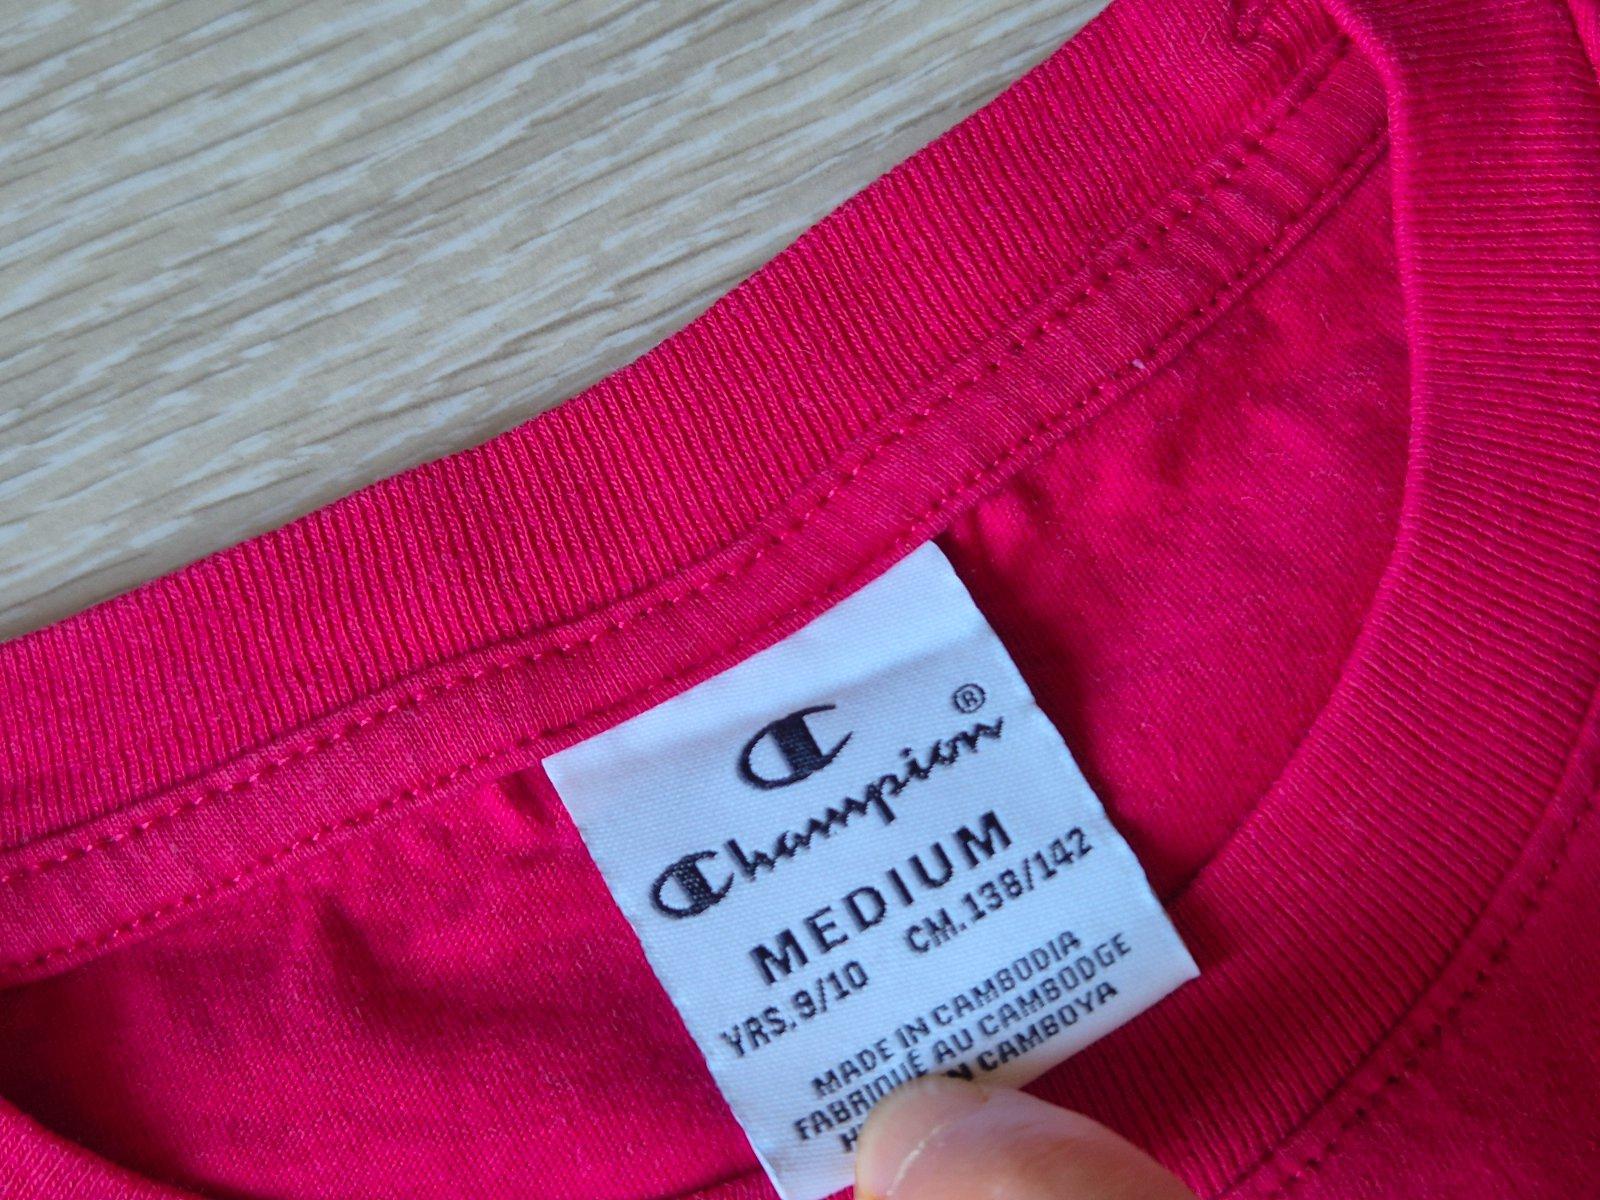 C
Champion®
MEDIUM
YRS.9/10 CM.138/142
MADE IN CAMBODIA
FABRIQUÉ AU CAMBODGE
CAMBOYA